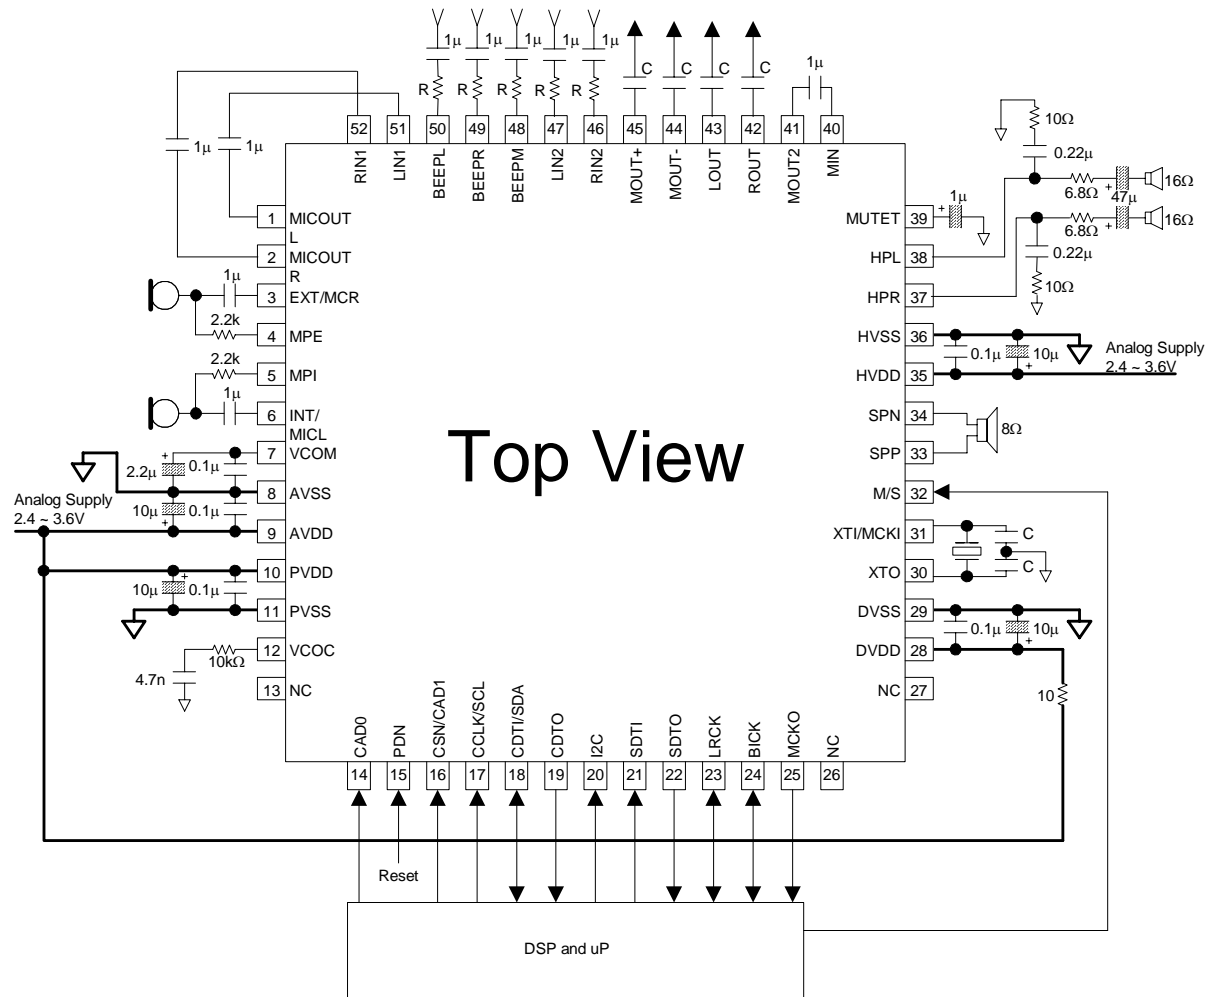 1μ 1μ 1μ 1μ 1μ
R R R R R
C C C C
1μ
1μ 1μ
52 51 50 49 48 47 46 45 44 43 42 41 40
RIN1 LIN1 BEEPL BEEPR BEEPM LIN2 RIN2 MOUT+ MOUT- LOUT ROUT MOUT2 MIN
10Ω
0.22μ
6.8Ω + 47μ 16Ω
6.8Ω + 16Ω
0.22μ
10Ω
1 MICOUT
L
2 MICOUT
R
1μ
3 EXT/MCR
2.2k
4 MPE
2.2k
5 MPI
1μ
6 INT/
MICL
7 VCOM
+ 2.2μ 0.1μ
8 AVSS
Analog Supply
2.4 ~ 3.6V
10μ 0.1μ
+
9 AVDD
10 PVDD
10μ + 0.1μ
11 PVSS
12 VCOC
10kΩ
4.7n
13 NC
Top View
MUTET 39 + 1μ
HPL 38
HPR 37
HVSS 36
0.1μ 10μ
+
Analog Supply
2.4 ~ 3.6V
HVDD 35
SPN 34
8Ω
SPP 33
M/S 32
XTI/MCKI 31
C
C
XTO 30
DVSS 29
0.1μ 10μ
+
DVDD 28
NC 27
10
CAD0 PDN CSN/CAD1 CCLK/SCL CDTI/SDA CDTO I2C SDTI SDTO LRCK BICK MCKO NC
14 15 16 17 18 19 20 21 22 23 24 25 26
Reset
DSP and uP